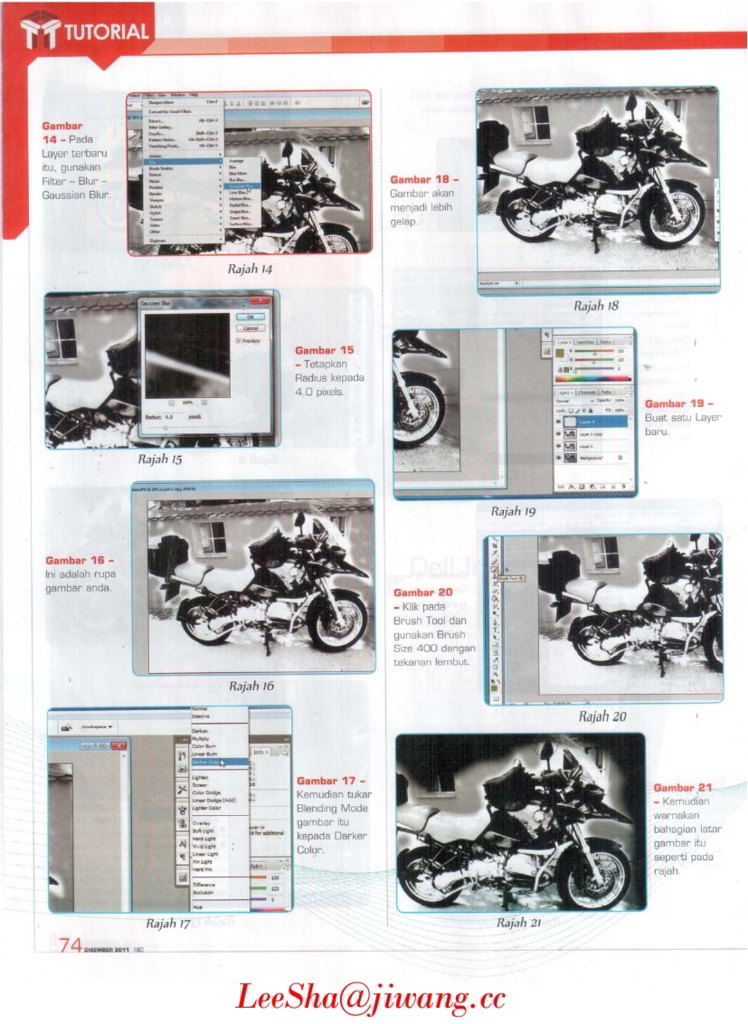 TUTORIAL
Gambar
14 – Pada
Layer terbaru
itu, gunakan
Filter – Blur –
Gaussian Blur.
Rajah 14
Gaussian Blur
OK
Cancel
Preview
100%
Radius: 4.0 pixels
Gambar 15
– Tetapkan
Radius kepada
4.0 pixels.
Rajah 15
Gambar 16 –
Ini adalah rupa
gambar anda.
Rajah 16
Workspace
Normal
Dissolve
Darken
Multiply
Color Burn
Linear Burn
Darker Color
Lighten
Screen
Color Dodge
Linear Dodge (Add)
Lighter Color
Overlay
Soft Light
Hard Light
Vivid Light
Linear Light
Pin Light
Hard Mix
Difference
Exclusion
Hue
Info
Gambar 17 –
Kemudian tukar
Blending Mode
gambar itu
kepada Darker
Color.
Rajah 17
Gambar 18 –
Gambar akan
menjadi lebih
gelap.
Rajah 18
Gambar 19 –
Buat satu Layer
baru.
Rajah 19
Gambar 20
– Klik pada
Brush Tool dan
gunakan Brush
Size 400 dengan
tekanan lembut.
Rajah 20
Gambar 21
– Kemudian
warnakan
bahagian latar
gambar itu
seperti pada
rajah.
Rajah 21
74 DISEMBER 2011 180
LeeSha@jiwang.cc